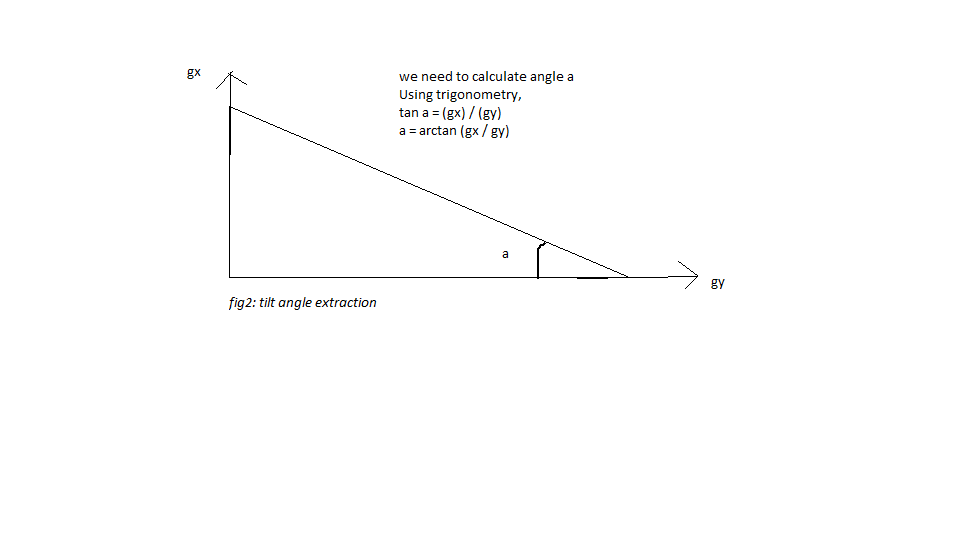 gx
we need to calculate angle a
Using trigonometry,
tan a = (gx) / (gy)
a = arctan (gx / gy)
a
gy
fig2: tilt angle extraction